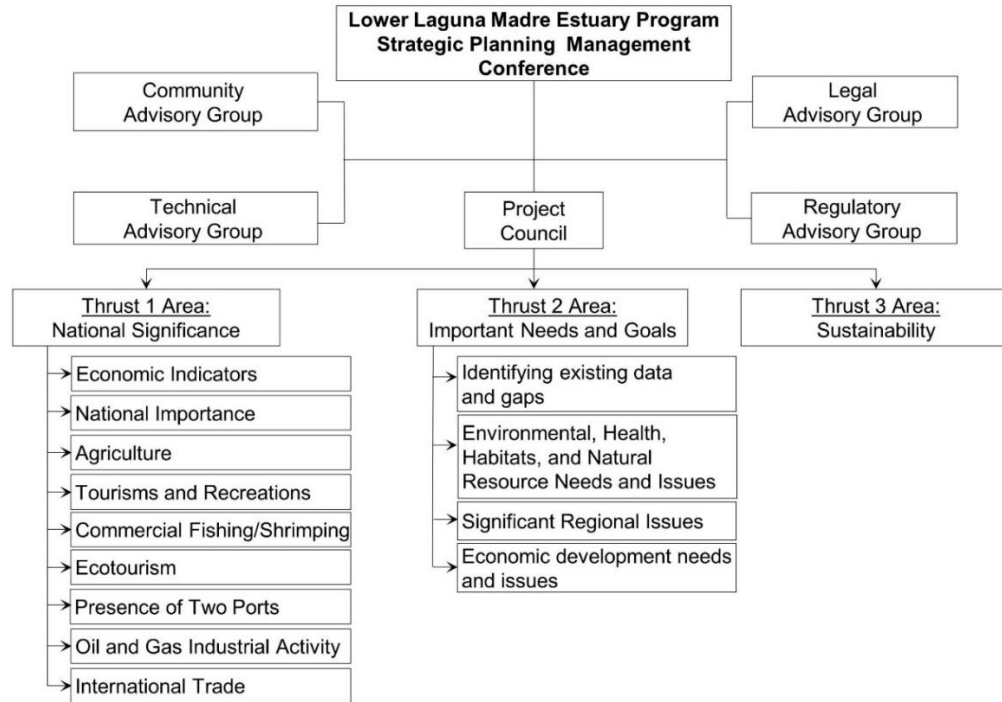 Lower Laguna Madre Estuary Program
Strategic Planning Management
Conference
Community
Advisory Group
Legal
Advisory Group
Technical
Advisory Group
Project
Council
Regulatory
Advisory Group
Thrust 1 Area:
National Significance
Thrust 2 Area:
Important Needs and Goals
Thrust 3 Area:
Sustainability
Economic Indicators
National Importance
Agriculture
Tourisms and Recreations
Commercial Fishing/Shrimping
Ecotourism
Presence of Two Ports
Oil and Gas Industrial Activity
International Trade
Identifying existing data
and gaps
Environmental, Health,
Habitats, and Natural
Resource Needs and Issues
Significant Regional Issues
Economic development needs
and issues